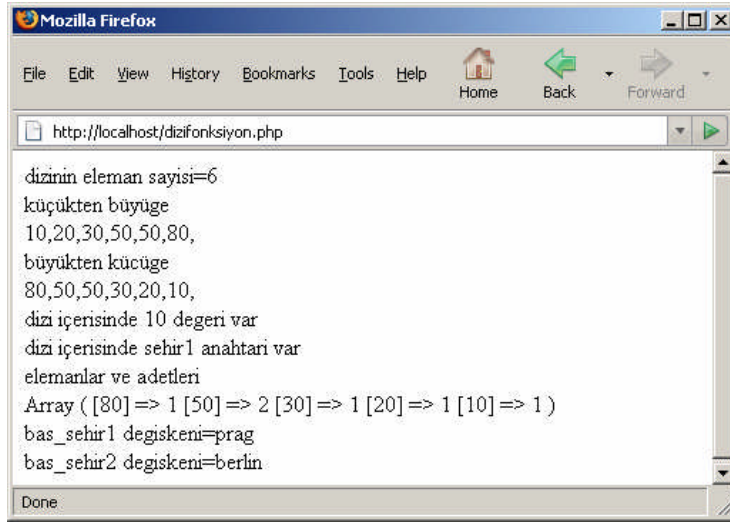 Mozilla Firefox
File Edit View History Bookmarks Tools Help Home Back Forward
http://localhost/dizifonksiyon.php
dizinin eleman sayisi=6
küçükten büyüge
10,20,30,50,50,80,
büyükten kücüge
80,50,50,30,20,10,
dizi içerisinde 10 degeri var
dizi içerisinde sehir1 anahtari var
elemanlar ve adetleri
Array ( [80] => 1 [50] => 2 [30] => 1 [20] => 1 [10] => 1 )
bas_sehir1 degiskeni=prag
bas_sehir2 degiskeni=berlin
Done